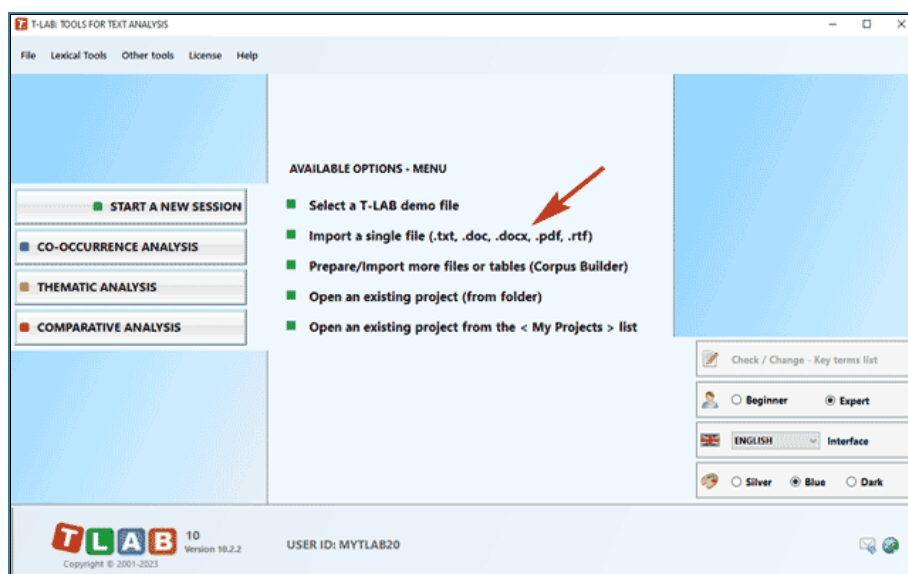 T-LAB: TOOLS FOR TEXT ANALYSIS
File Lexical Tools Other tools License Help
AVAILABLE OPTIONS - MENU
START A NEW SESSION
CO-OCCURRENCE ANALYSIS
THEMATIC ANALYSIS
COMPARATIVE ANALYSIS
Select a T-LAB demo file
Import a single file (.txt, .doc, .docx, .pdf, .rtf)
Prepare/Import more files or tables (Corpus Builder)
Open an existing project (from folder)
Open an existing project from the < My Projects > list
Check / Change - Key terms list
Beginner Expert
ENGLISH Interface
Silver Blue Dark
TLAB 10
Version 10.2.2
Copyright © 2001-2023
USER ID: MYTLAB20